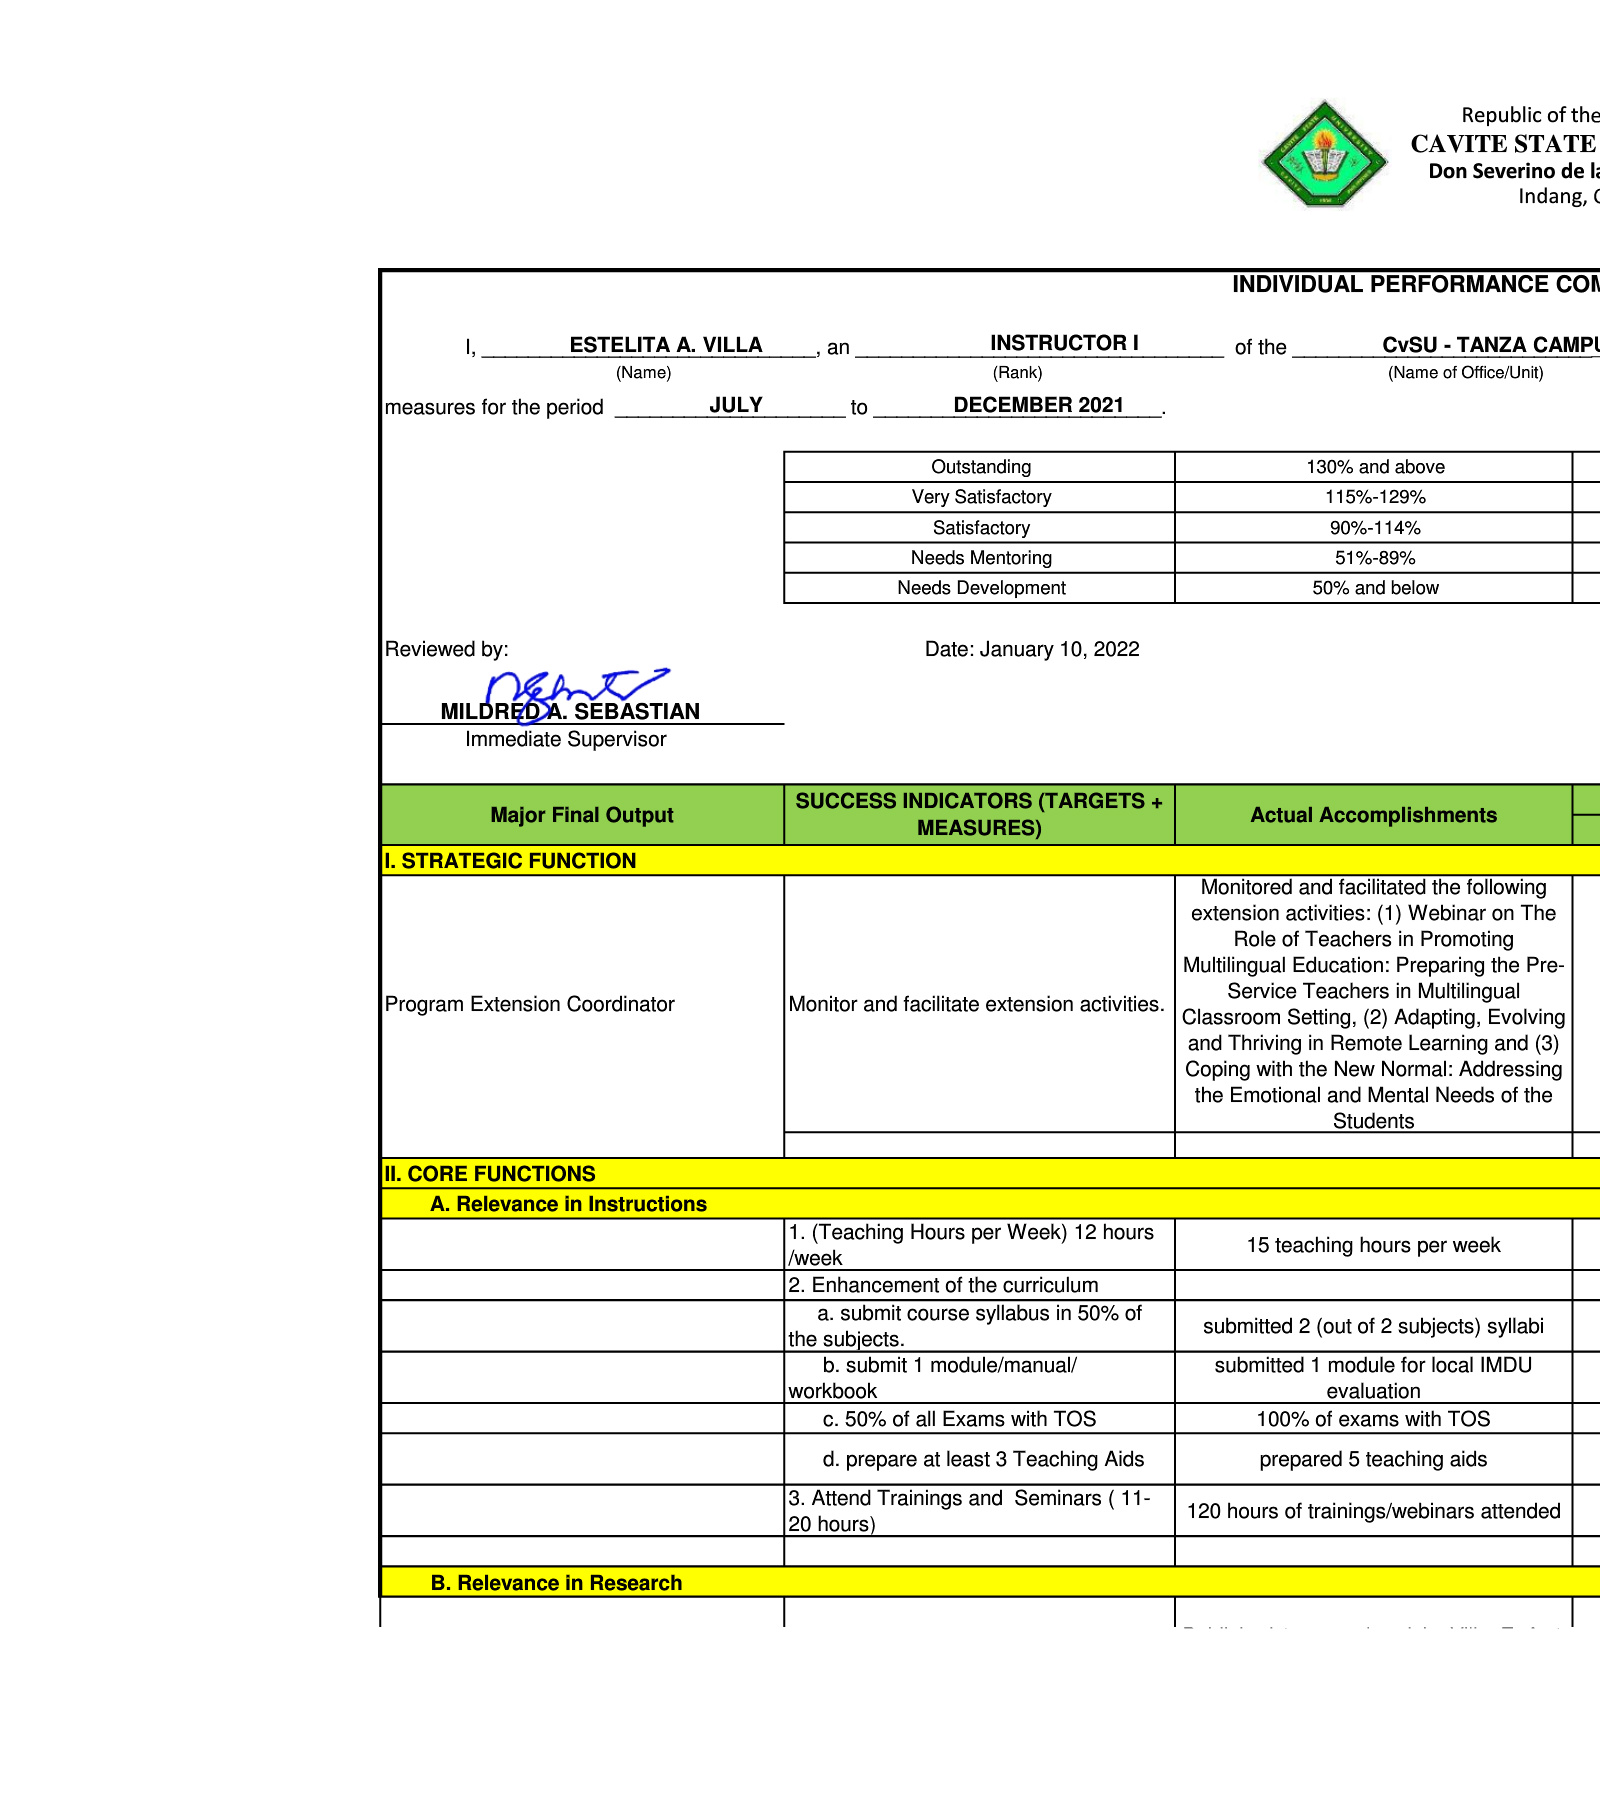 Republic of the
CAVITE STATE
Don Severino de la
Indang,
INDIVIDUAL PERFORMANCE COM
I, ESTELITA A. VILLA, an INSTRUCTOR I of the CvSU - TANZA CAMPU
(Name) (Rank) (Name of Office/Unit)
measures for the period JULY to DECEMBER 2021.
Outstanding 130% and above
Very Satisfactory 115%-129%
Satisfactory 90%-114%
Needs Mentoring 51%-89%
Needs Development 50% and below
Reviewed by: Date: January 10, 2022
MILDRED A. SEBASTIAN
Immediate Supervisor
Major Final Output
SUCCESS INDICATORS (TARGETS +
MEASURES)
Actual Accomplishments
I. STRATEGIC FUNCTION
Program Extension Coordinator
Monitor and facilitate extension activities.
Monitored and facilitated the following
extension activities: (1) Webinar on The
Role of Teachers in Promoting
Multilingual Education: Preparing the Pre-
Service Teachers in Multilingual
Classroom Setting, (2) Adapting, Evolving
and Thriving in Remote Learning and (3)
Coping with the New Normal: Addressing
the Emotional and Mental Needs of the
Students
II. CORE FUNCTIONS
A. Relevance in Instructions
1. (Teaching Hours per Week) 12 hours
/week
15 teaching hours per week
2. Enhancement of the curriculum
a. submit course syllabus in 50% of
the subjects.
submitted 2 (out of 2 subjects) syllabi
b. submit 1 module/manual/
workbook
submitted 1 module for local IMDU
evaluation
c. 50% of all Exams with TOS
100% of exams with TOS
d. prepare at least 3 Teaching Aids
prepared 5 teaching aids
3. Attend Trainings and  Seminars ( 11-
20 hours)
120 hours of trainings/webinars attended
B. Relevance in Research